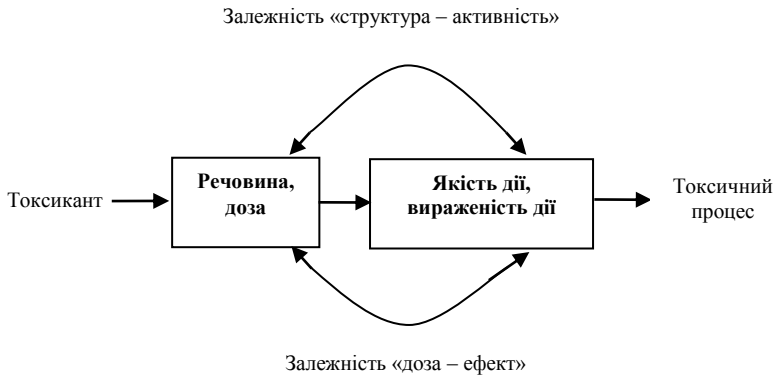 Залежність «структура – активність»
Токсикант
Речовина,
доза
Якість дії,
вираженість дії
Токсичний
процес
Залежність «доза – ефект»